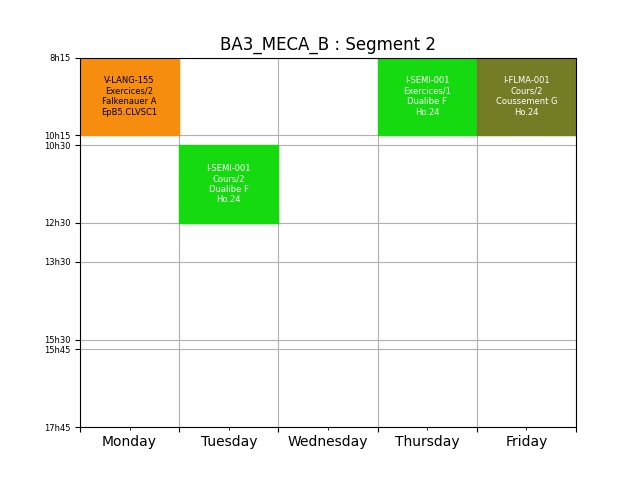 BA3_MECA_B : Segment 2
8h15
V-LANG-155
Exercices/2
Falkenauer A
EpB5.CLVSC1
I-SEMI-001
Exercices/1
Dualibe F
Ho.24
I-FLMA-001
Cours/2
Coussement G
Ho.24
10h15
10h30
I-SEMI-001
Cours/2
Dualibe F
Ho.24
12h30
13h30
15h30
15h45
17h45
Monday
Tuesday
Wednesday
Thursday
Friday